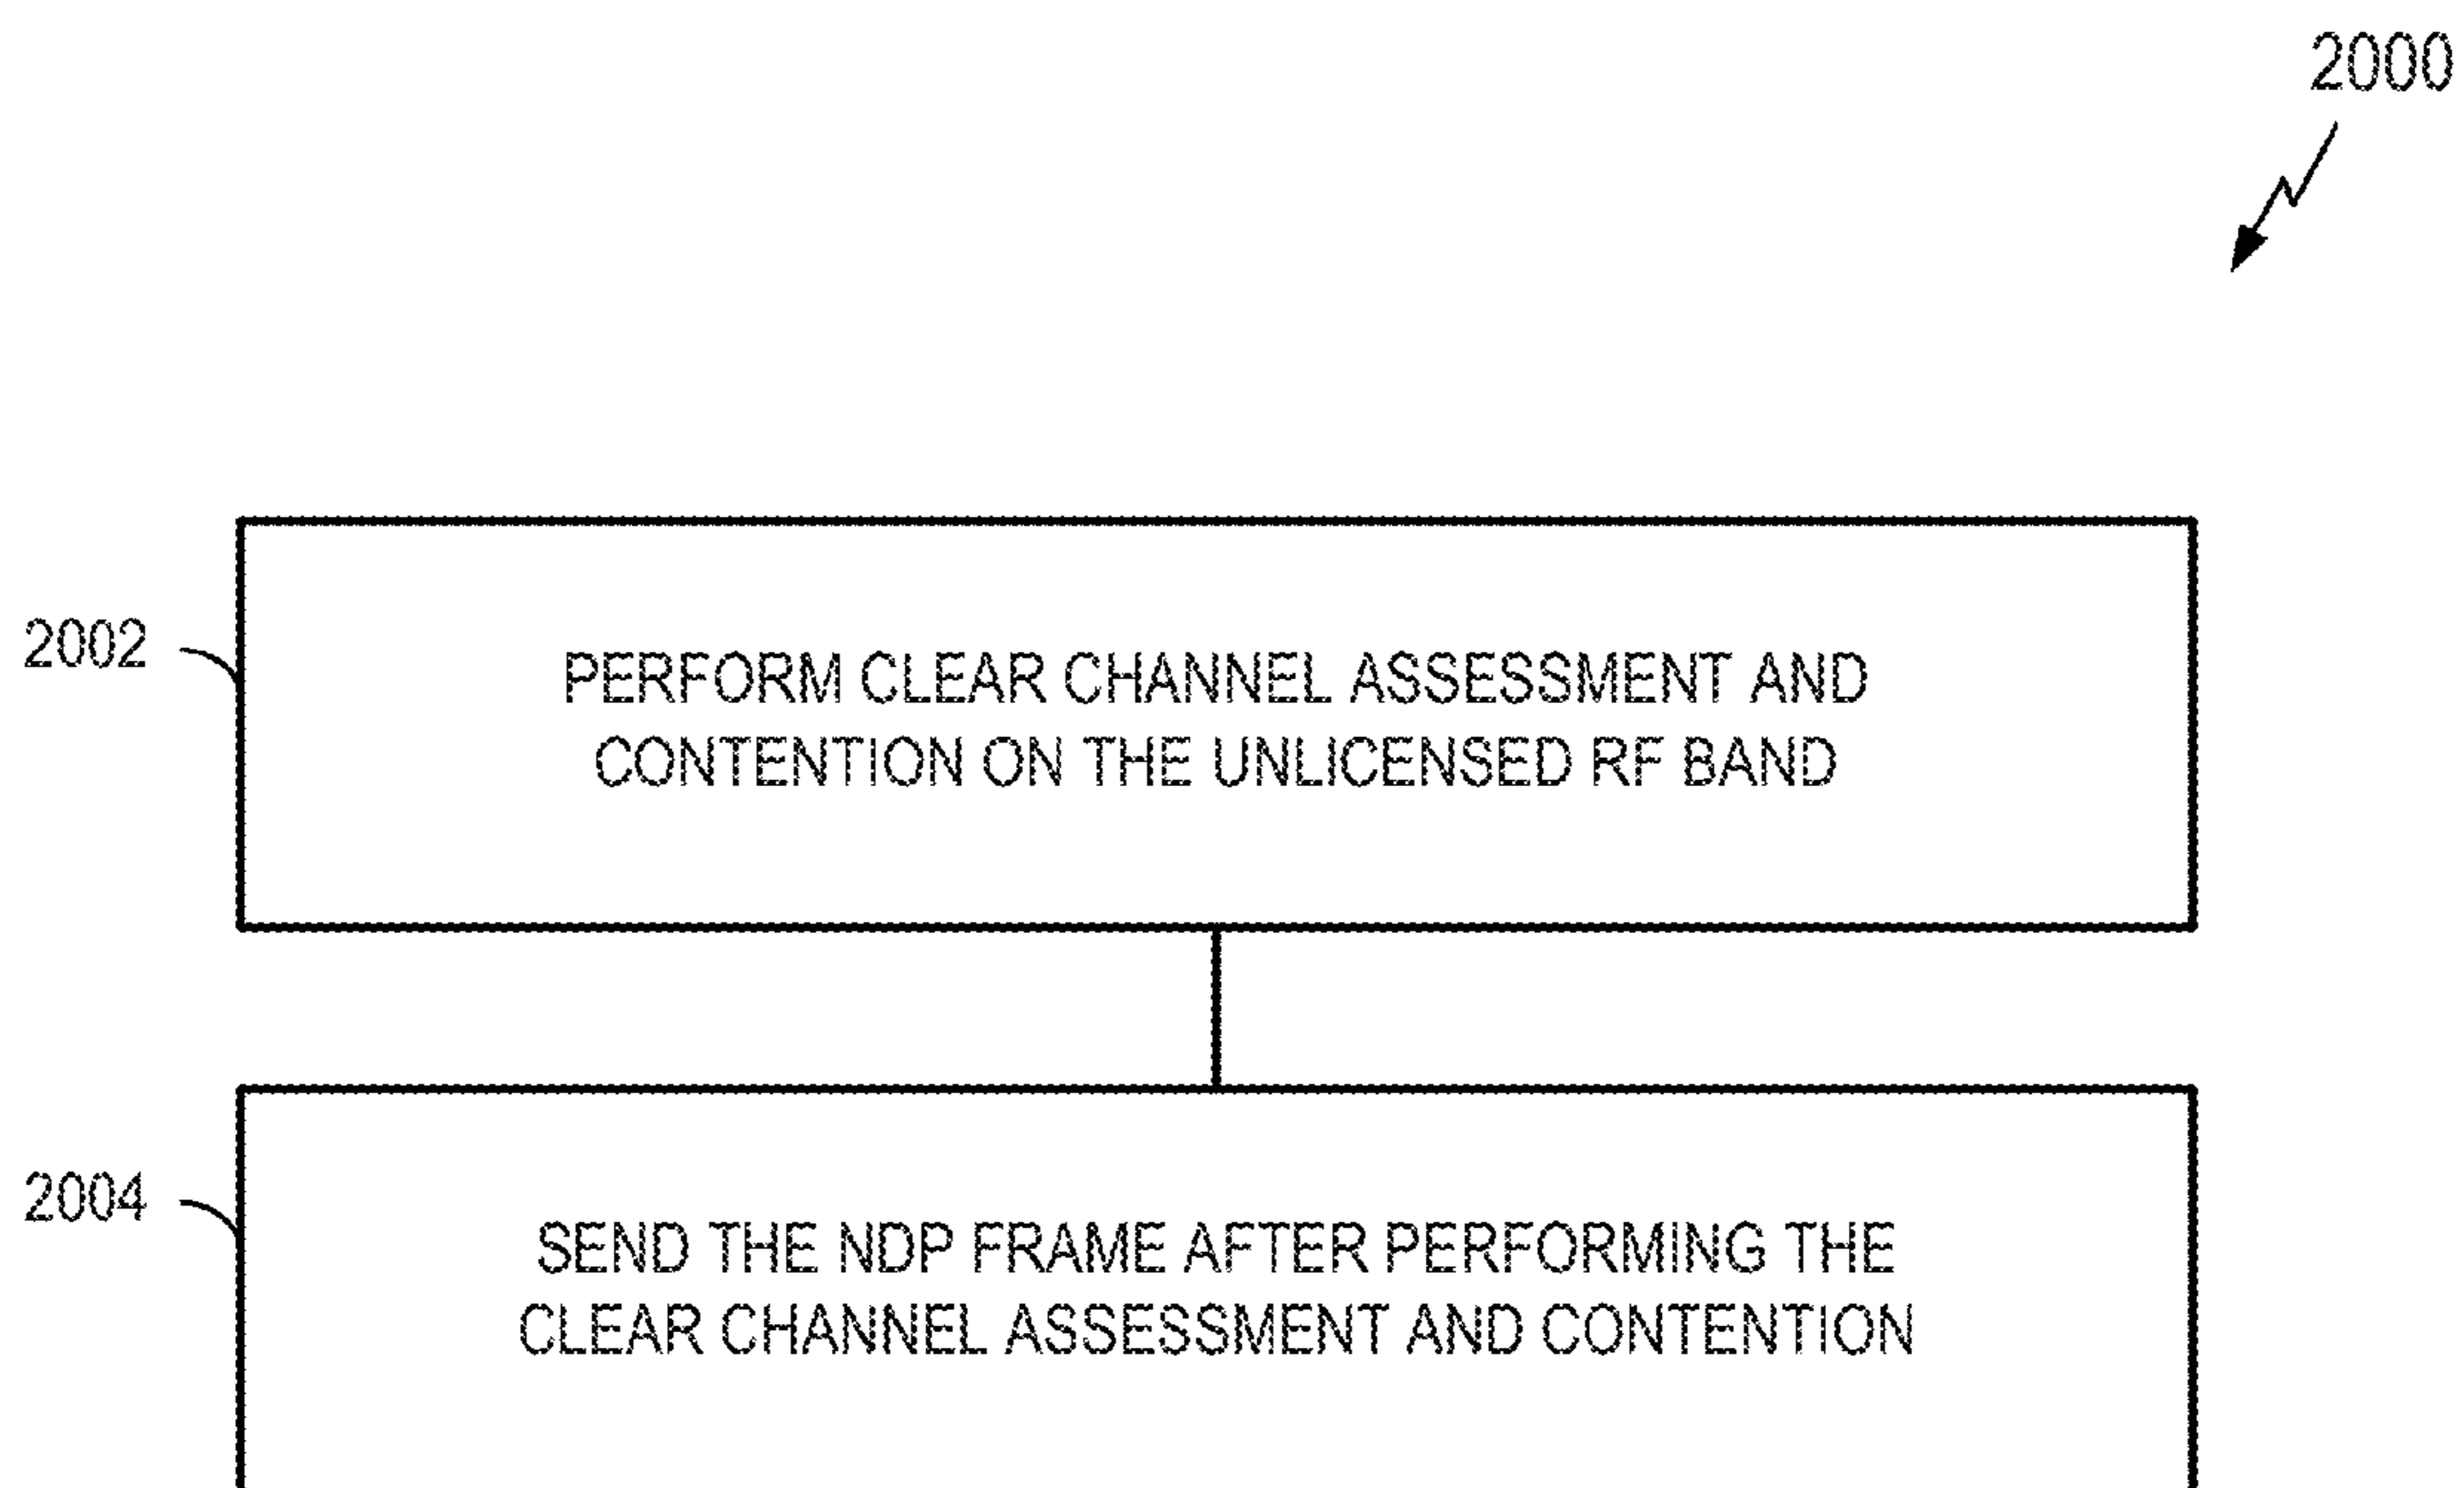 2000
2002
PERFORM CLEAR CHANNEL ASSESSMENT AND
CONTENTION ON THE UNLICENSED RF BAND
2004
SEND THE NDP FRAME AFTER PERFORMING THE
CLEAR CHANNEL ASSESSMENT AND CONTENTION